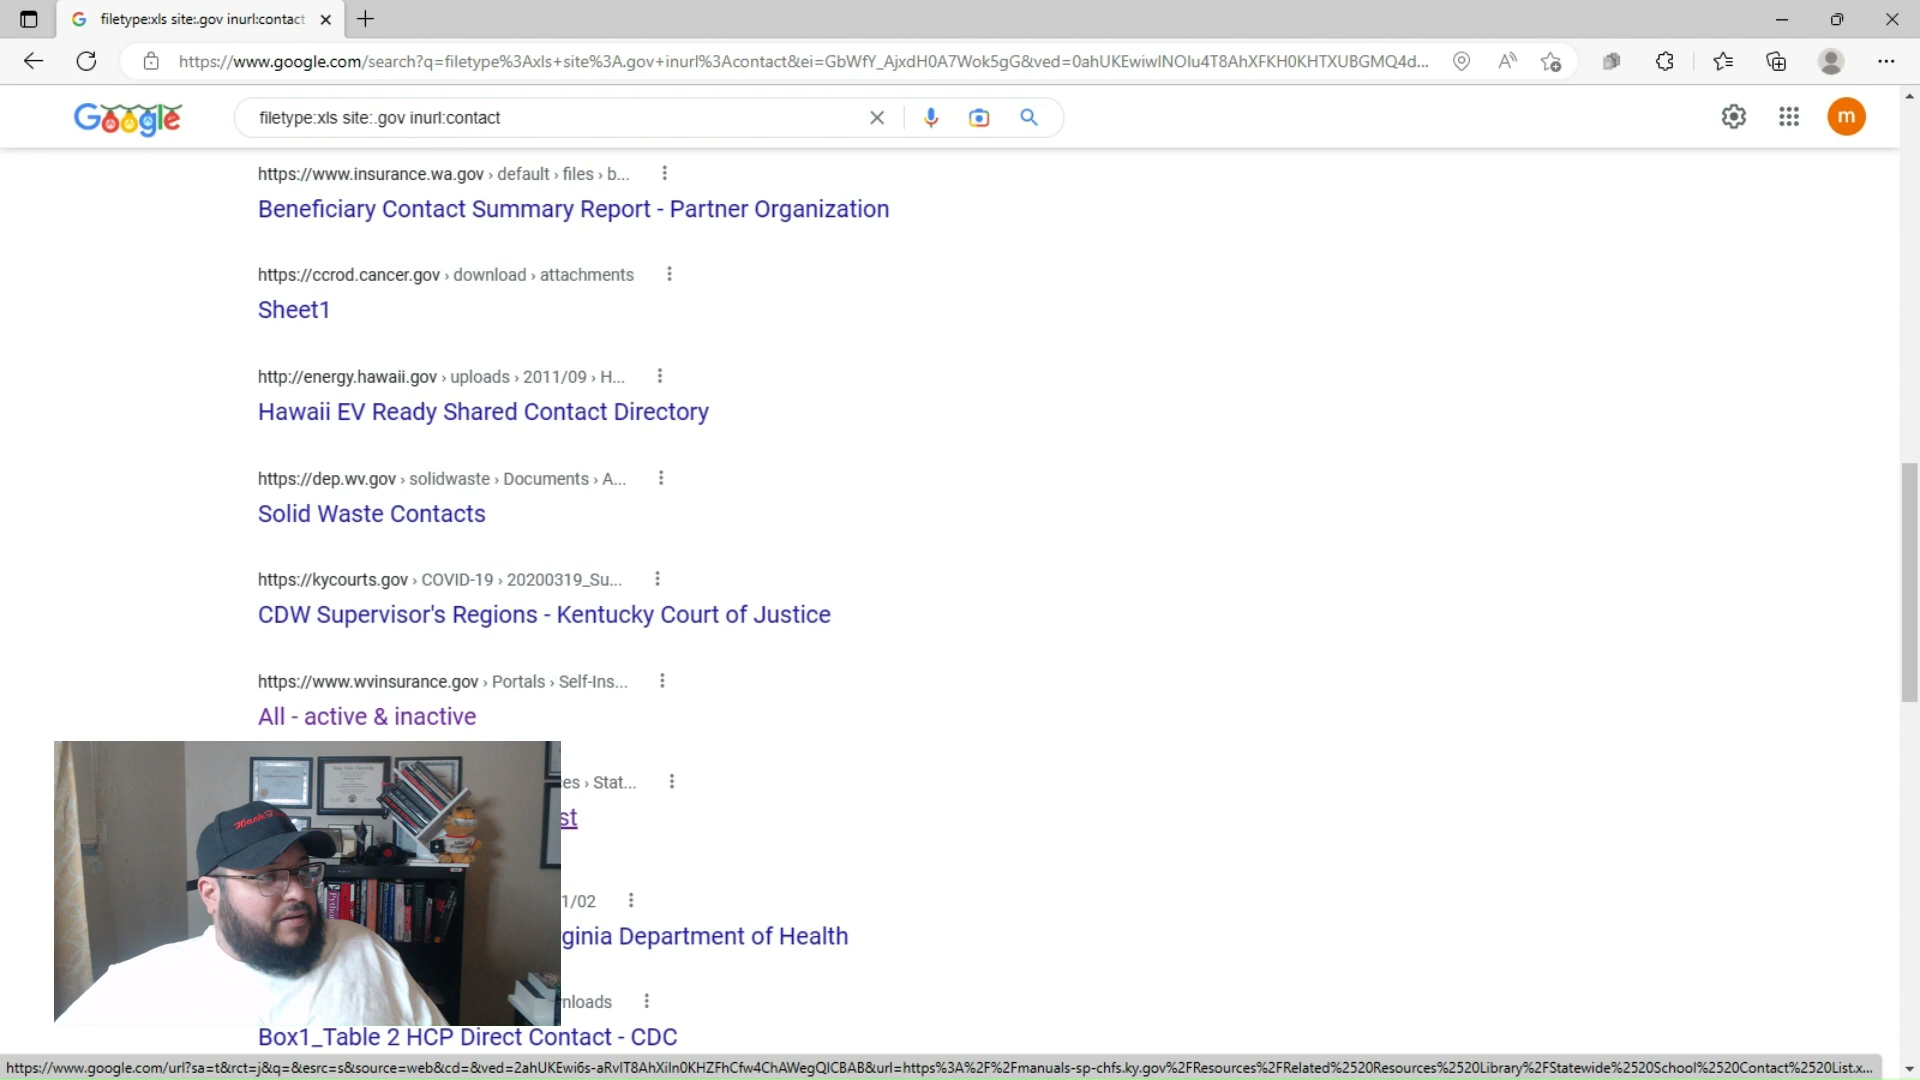 filetype:xls site:.gov inurl:contact
https://www.google.com/search?q=filetype%3Axls+site%3A.gov+inurl%3Acontact&ei=GbWfY_AjxdH0A7Wok5gG&ved=0ahUKEwiwlNOIu4T8AhXFKH0KHTXUBGMQ4d...
Google
filetype:xls site:.gov inurl:contact
m
https://www.insurance.wa.gov › default › files › b...
Beneficiary Contact Summary Report - Partner Organization
https://ccrod.cancer.gov › download › attachments
Sheet1
http://energy.hawaii.gov › uploads › 2011/09 › H...
Hawaii EV Ready Shared Contact Directory
https://dep.wv.gov › solidwaste › Documents › A...
Solid Waste Contacts
https://kycourts.gov › COVID-19 › 20200319_Su...
CDW Supervisor's Regions - Kentucky Court of Justice
https://www.wvinsurance.gov › Portals › Self-Ins...
All - active & inactive
es › Stat...
st
1/02
ginia Department of Health
nloads
Box1_Table 2 HCP Direct Contact - CDC
https://www.google.com/url?sa=t&rct=j&q=&esrc=s&source=web&cd=&ved=2ahUKEwi6s-aRvIT8AhXiIn0KHZFhCfw4ChAWegQICBAB&url=https%3A%2F%2Fmanuals-sp-chfs.ky.gov%2FResources%2FRelated%2520Resources%2520Library%2FStatewide%2520School%2520Contact%2520List.x...